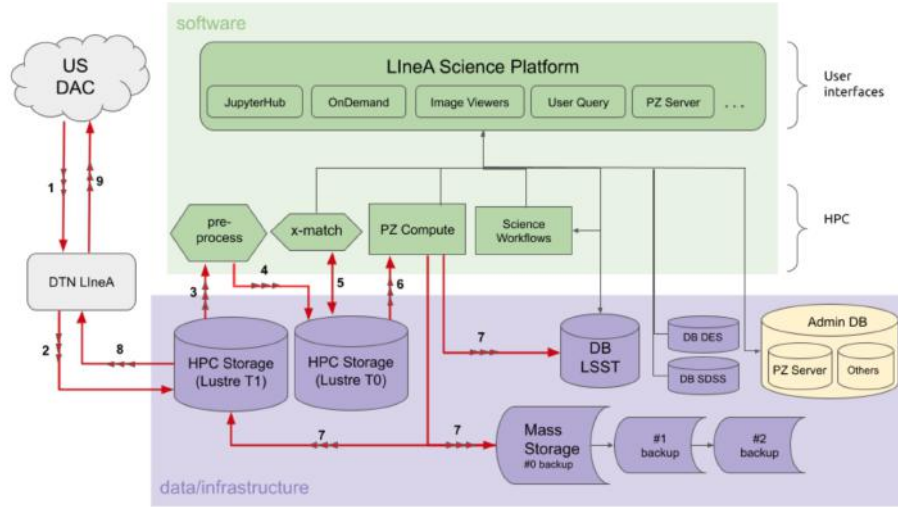 software
US
DAC
LIneA Science Platform
JupyterHub
OnDemand
Image Viewers
User Query
PZ Server
...
User
interfaces
1
9
pre-
process
x-match
PZ Compute
Science
Workflows
HPC
DTN LIneA
3
4
5
6
2
8
HPC Storage
(Lustre T1)
HPC Storage
(Lustre T0)
7
DB
LSST
DB DES
DB SDSS
Admin DB
PZ Server
Others
7
7
Mass
Storage
#0 backup
#1
backup
#2
backup
data/infrastructure